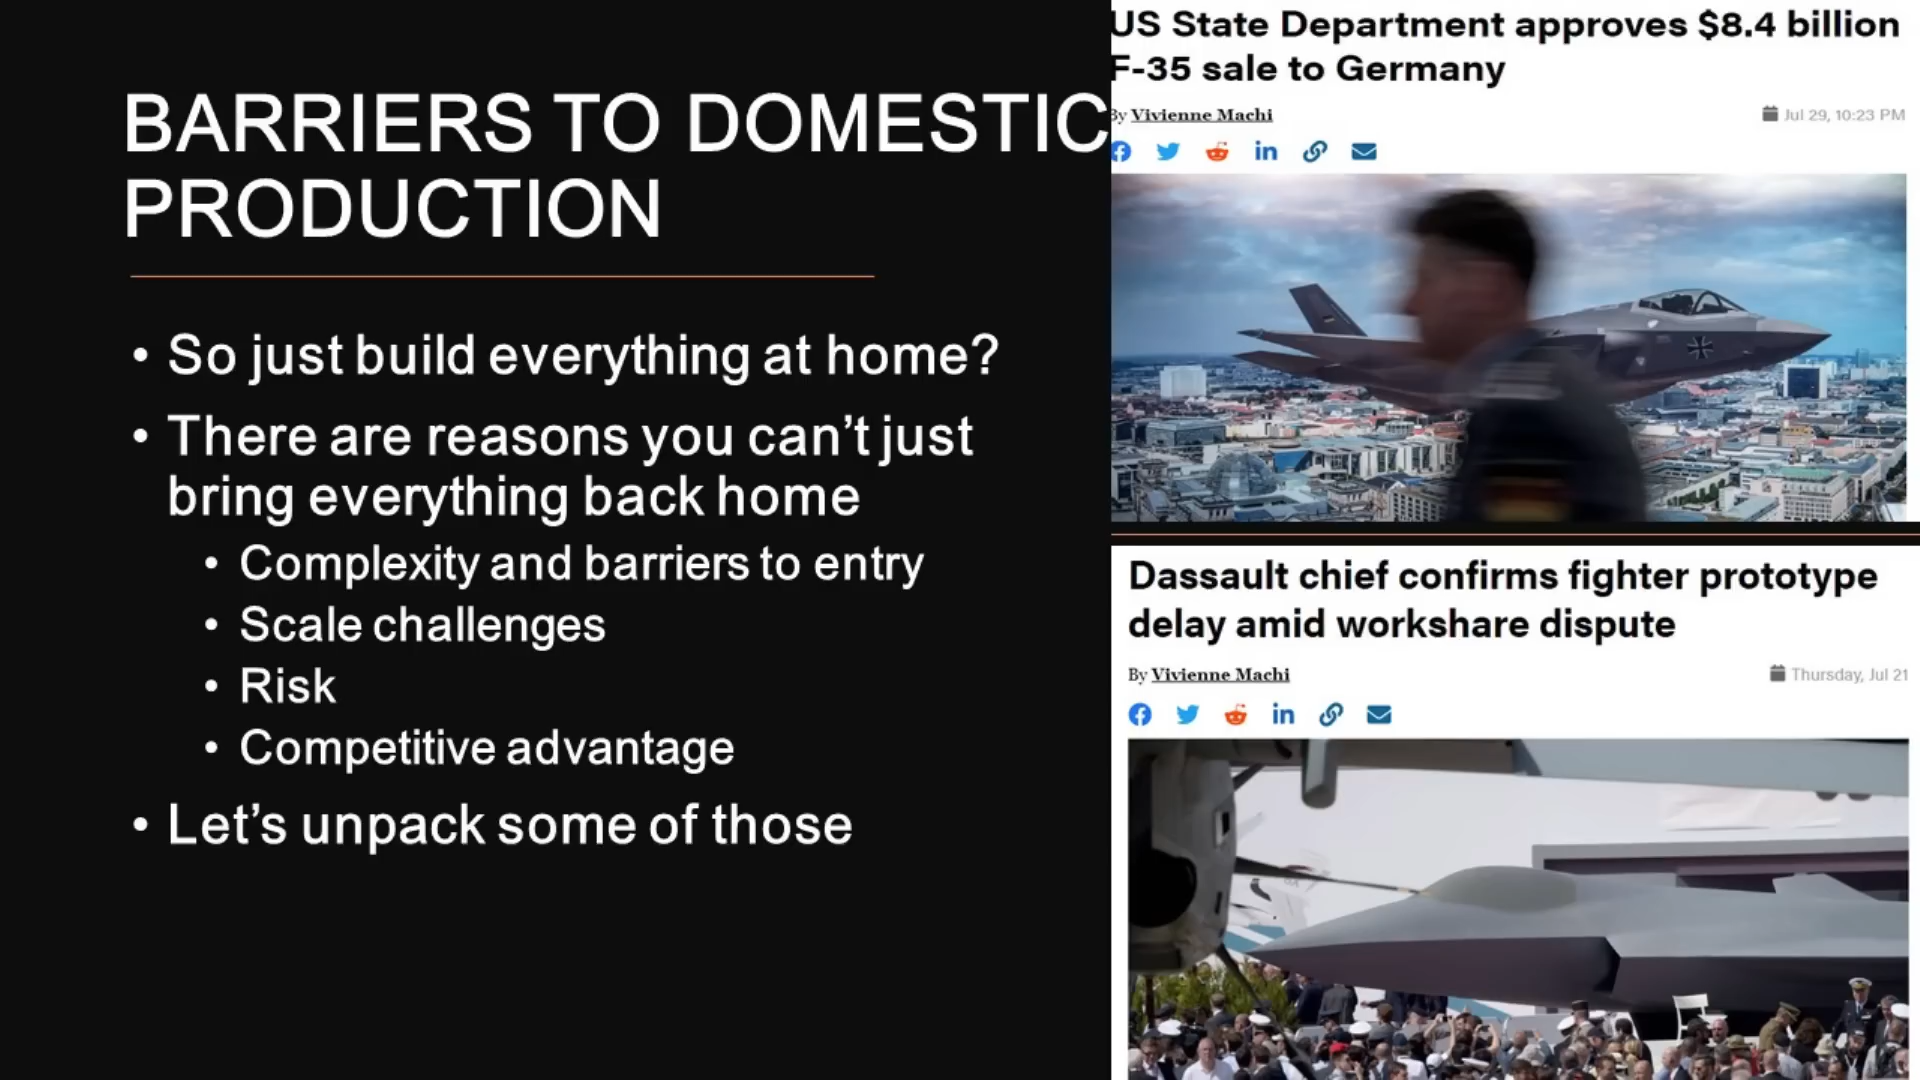 BARRIERS TO DOMESTIC
PRODUCTION
• So just build everything at home?
• There are reasons you can’t just
bring everything back home
• Complexity and barriers to entry
• Scale challenges
• Risk
• Competitive advantage
• Let’s unpack some of those
US State Department approves $8.4 billion
F-35 sale to Germany
By Vivienne Machi
Jul 29, 10:23 PM
Dassault chief confirms fighter prototype
delay amid workshare dispute
By Vivienne Machi
Thursday, Jul 21